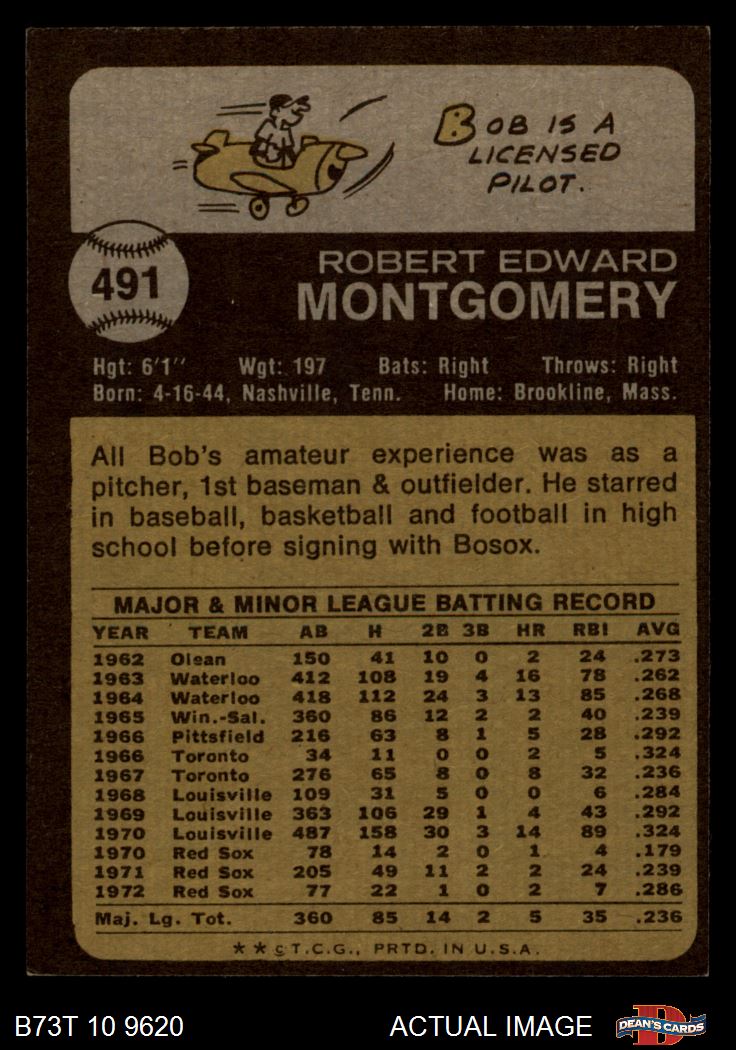 BOB IS A
LICENSED
PILOT.
491
ROBERT EDWARD
MONTGOMERY
Hgt: 6'1" Wgt: 197 Bats: Right Throws: Right
Born: 4-16-44, Nashville, Tenn. Home: Brookline, Mass.
All Bob's amateur experience was as a
pitcher, 1st baseman & outfielder. He starred
in baseball, basketball and football in high
school before signing with Bosox.
MAJOR & MINOR LEAGUE BATTING RECORD
YEAR TEAM AB H 2B 3B HR RBI AVG
1962 Olean 150 41 10 0 2 24 .273
1963 Waterloo 412 108 19 4 16 78 .262
1964 Waterloo 418 112 24 3 13 85 .268
1965 Win.-Sal. 360 86 12 2 2 40 .239
1966 Pittsfield 216 63 8 1 5 28 .292
1966 Toronto 34 11 0 0 2 5 .324
1967 Toronto 276 65 8 0 8 32 .236
1968 Louisville 109 31 5 0 0 6 .284
1969 Louisville 363 106 29 1 4 43 .292
1970 Louisville 487 158 30 3 14 89 .324
1970 Red Sox 78 14 2 0 1 4 .179
1971 Red Sox 205 49 11 2 2 24 .239
1972 Red Sox 77 22 1 0 2 7 .286
Maj. Lg. Tot. 360 85 14 2 5 35 .236
* * © T.C.G., PRTD. IN U.S.A.
B73T 10 9620 ACTUAL IMAGE D DEAN'S CARDS